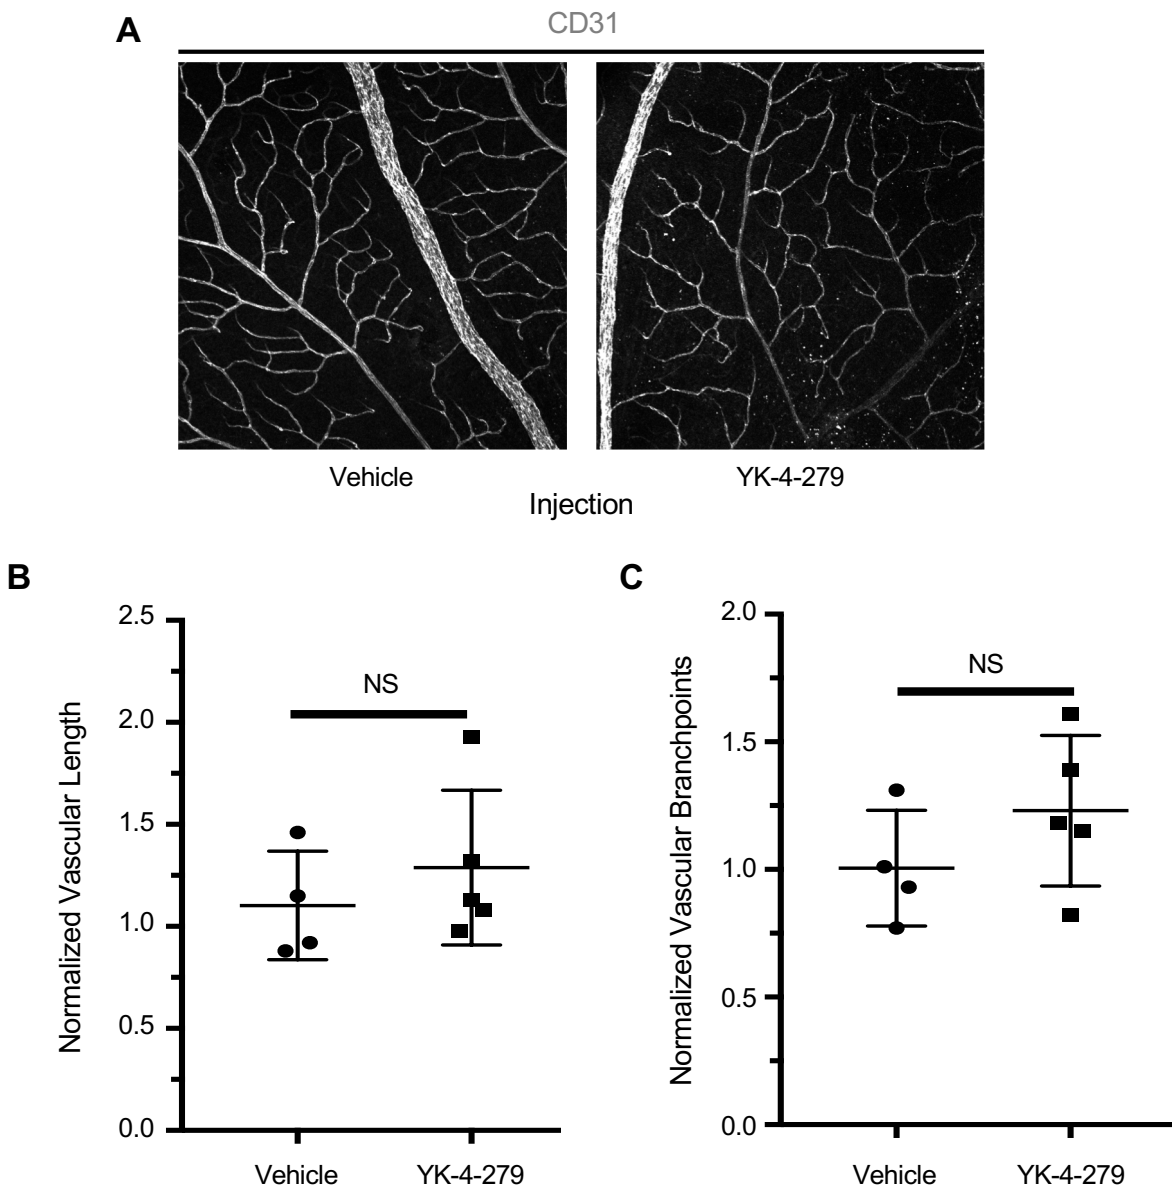 A
CD31
Vehicle
YK-4-279
Injection
B
Normalized Vascular Length
2.5
2.0
1.5
1.0
0.5
0.0
NS
Vehicle
YK-4-279
C
Normalized Vascular Branchpoints
2.0
1.5
1.0
0.5
0.0
NS
Vehicle
YK-4-279